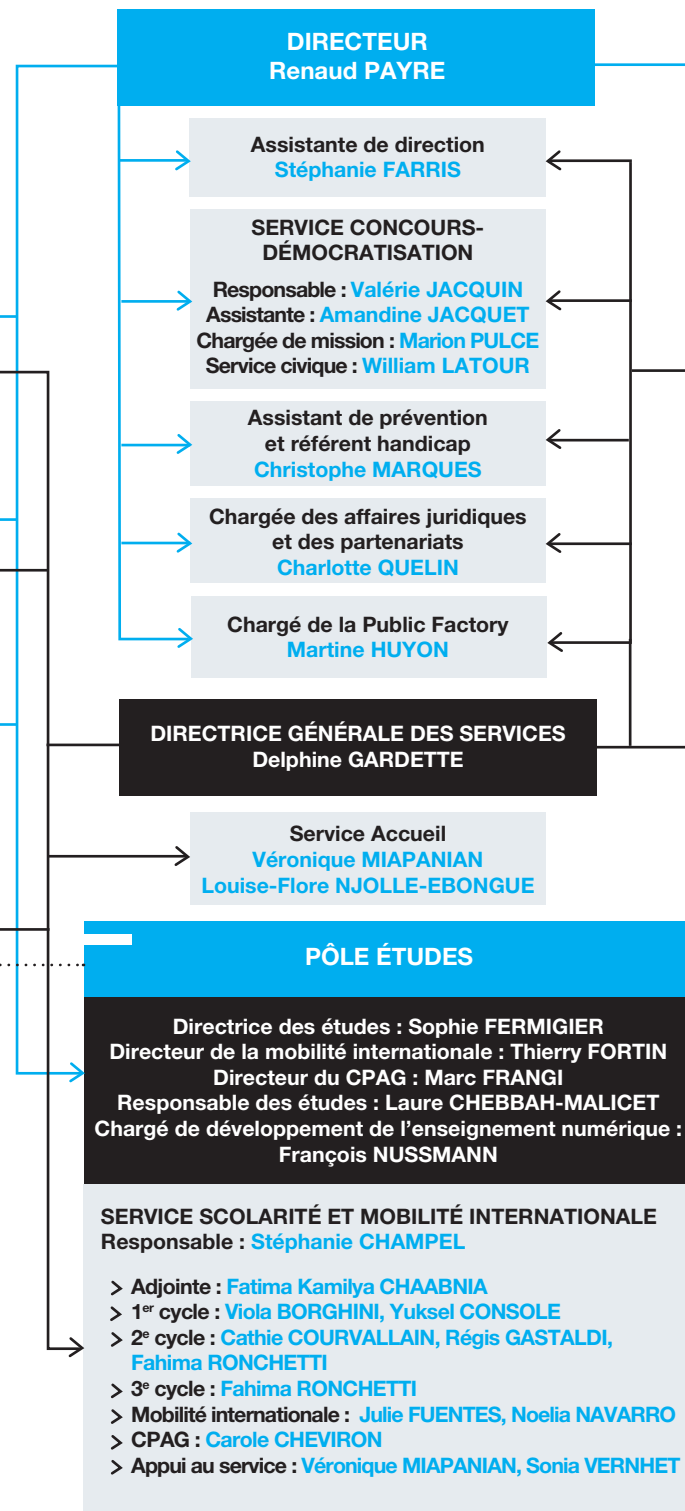 DIRECTEUR
Renaud PAYRE
Assistante de direction
Stéphanie FARRIS
SERVICE CONCOURS-
DÉMOCRATISATION
Responsable : Valérie JACQUIN
Assistante : Amandine JACQUET
Chargée de mission : Marion PULCE
Service civique : William LATOUR
Assistant de prévention
et référent handicap
Christophe MARQUES
Chargée des affaires juridiques
et des partenariats
Charlotte QUELIN
Chargé de la Public Factory
Martine HUYON
DIRECTRICE GÉNÉRALE DES SERVICES
Delphine GARDETTE
Service Accueil
Véronique MIAPANIAN
Louise-Flore NJOLLE-EBONGUE
PÔLE ÉTUDES
Directrice des études : Sophie FERMIGIER
Directeur de la mobilité internationale : Thierry FORTIN
Directeur du CPAG : Marc FRANGI
Responsable des études : Laure CHEBBAH-MALICET
Chargé de développement de l’enseignement numérique :
François NUSSMANN
SERVICE SCOLARITÉ ET MOBILITÉ INTERNATIONALE
Responsable : Stéphanie CHAMPEL
> Adjointe : Fatima Kamilya CHAABNIA
> 1er cycle : Viola BORGHINI, Yuksel CONSOLE
> 2e cycle : Cathie COURVALLAIN, Régis GASTALDI,
Fahima RONCHETTI
> 3e cycle : Fahima RONCHETTI
> Mobilité internationale : Julie FUENTES, Noelia NAVARRO
> CPAG : Carole CHEVIRON
> Appui au service : Véronique MIAPANIAN, Sonia VERNHET